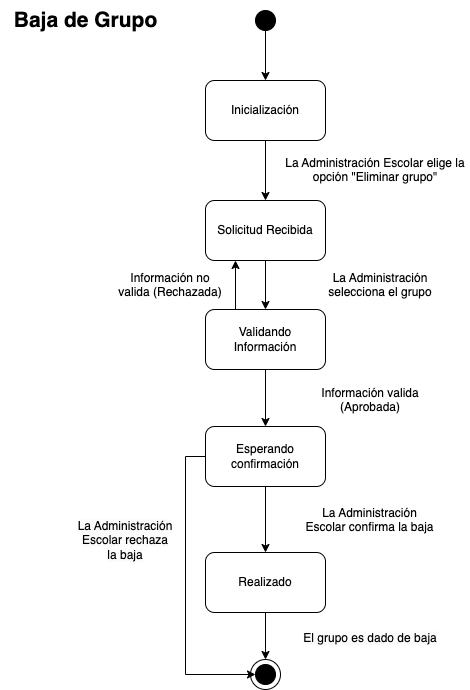 Baja de Grupo
Inicialización
La Administración Escolar elige la
opción "Eliminar grupo"
Solicitud Recibida
Información no
valida (Rechazada)
La Administración
selecciona el grupo
Validando
Información
Información valida
(Aprobada)
Esperando
confirmación
La Administración
Escolar rechaza
la baja
La Administración
Escolar confirma la baja
Realizado
El grupo es dado de baja